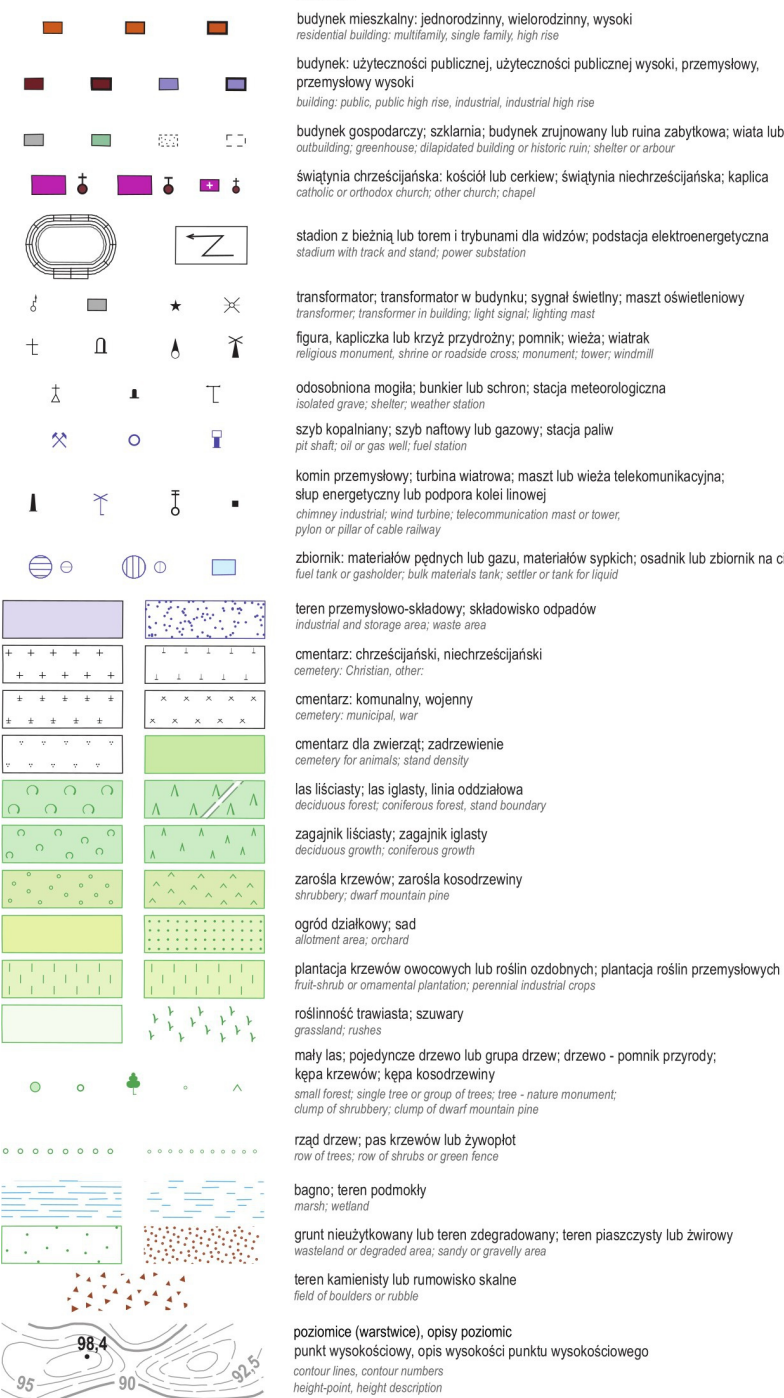 budynek mieszkalny: jednorodzinny, wielorodzinny, wysoki
residential building: multifamily, single family, high rise
budynek: użyteczności publicznej, użyteczności publicznej wysoki, przemysłowy,
przemysłowy wysoki
building: public, public high rise, industrial, industrial high rise
budynek gospodarczy; szklarnia; budynek zrujnowany lub ruina zabytkowa; wiata lub
outbuilding; greenhouse; dilapidated building or historic ruin; shelter or arbour
świątynia chrześcijańska: kościół lub cerkiew; świątynia niechrześcijańska; kaplica
catholic or orthodox church; other church; chapel
stadion z bieżnią lub torem i trybunami dla widzów; podstacja elektroenergetyczna
stadium with track and stand; power substation
transformator; transformator w budynku; sygnał świetlny; maszt oświetleniowy
transformer; transformer in building; light signal; lighting mast
figura, kapliczka lub krzyż przydrożny; pomnik; wieża; wiatrak
religious monument, shrine or roadside cross; monument; tower; windmill
odosobniona mogiła; bunkier lub schron; stacja meteorologiczna
isolated grave; shelter; weather station
szyb kopalniany; szyb naftowy lub gazowy; stacja paliw
pit shaft; oil or gas well; fuel station
komin przemysłowy; turbina wiatrowa; maszt lub wieża telekomunikacyjna;
słup energetyczny lub podpora kolei linowej
chimney industrial; wind turbine; telecommunication mast or tower,
pylon or pillar of cable railway
zbiornik: materiałów pędnych lub gazu, materiałów sypkich; osadnik lub zbiornik na ci
fuel tank or gasholder; bulk materials tank; settler or tank for liquid
teren przemysłowo-składowy; składowisko odpadów
industrial and storage area; waste area
cmentarz: chrześcijański, niechrześcijański
cemetery: Christian, other:
cmentarz: komunalny, wojenny
cemetery: municipal, war
cmentarz dla zwierząt; zadrzewienie
cemetery for animals; stand density
las liściasty; las iglasty, linia oddziałowa
deciduous forest; coniferous forest, stand boundary
zagajnik liściasty; zagajnik iglasty
deciduous growth; coniferous growth
zarośla krzewów; zarośla kosodrzewiny
shrubbery; dwarf mountain pine
ogród działkowy; sad
allotment area; orchard
plantacja krzewów owocowych lub roślin ozdobnych; plantacja roślin przemysłowych
fruil-shrub or ornamental plantation; perennial industrial crops
roślinność trawiasta; szuwary
grassland; rushes
mały las; pojedyncze drzewo lub grupa drzew; drzewo - pomnik przyrody;
kępa krzewów; kępa kosodrzewiny
small forest; single tree or group of trees; tree - nature monument;
clump of shrubbery; clump of dwarf mountain pine
rząd drzew; pas krzewów lub żywopłot
row of trees; row of shrubs or green fence
bagno; teren podmokły
marsh; wetland
grunt nieużytkowany lub teren zdegradowany; teren piaszczysty lub żwirowy
wasteland or degraded area; sandy or gravelly area
teren kamienisty lub rumowisko skalne
field of boulders or rubble
98,4
95
90
92,5
poziomice (warstwice), opisy poziomic
punkt wysokościowy, opis wysokości punktu wysokościowego
contour lines, contour numbers
height-point, height description